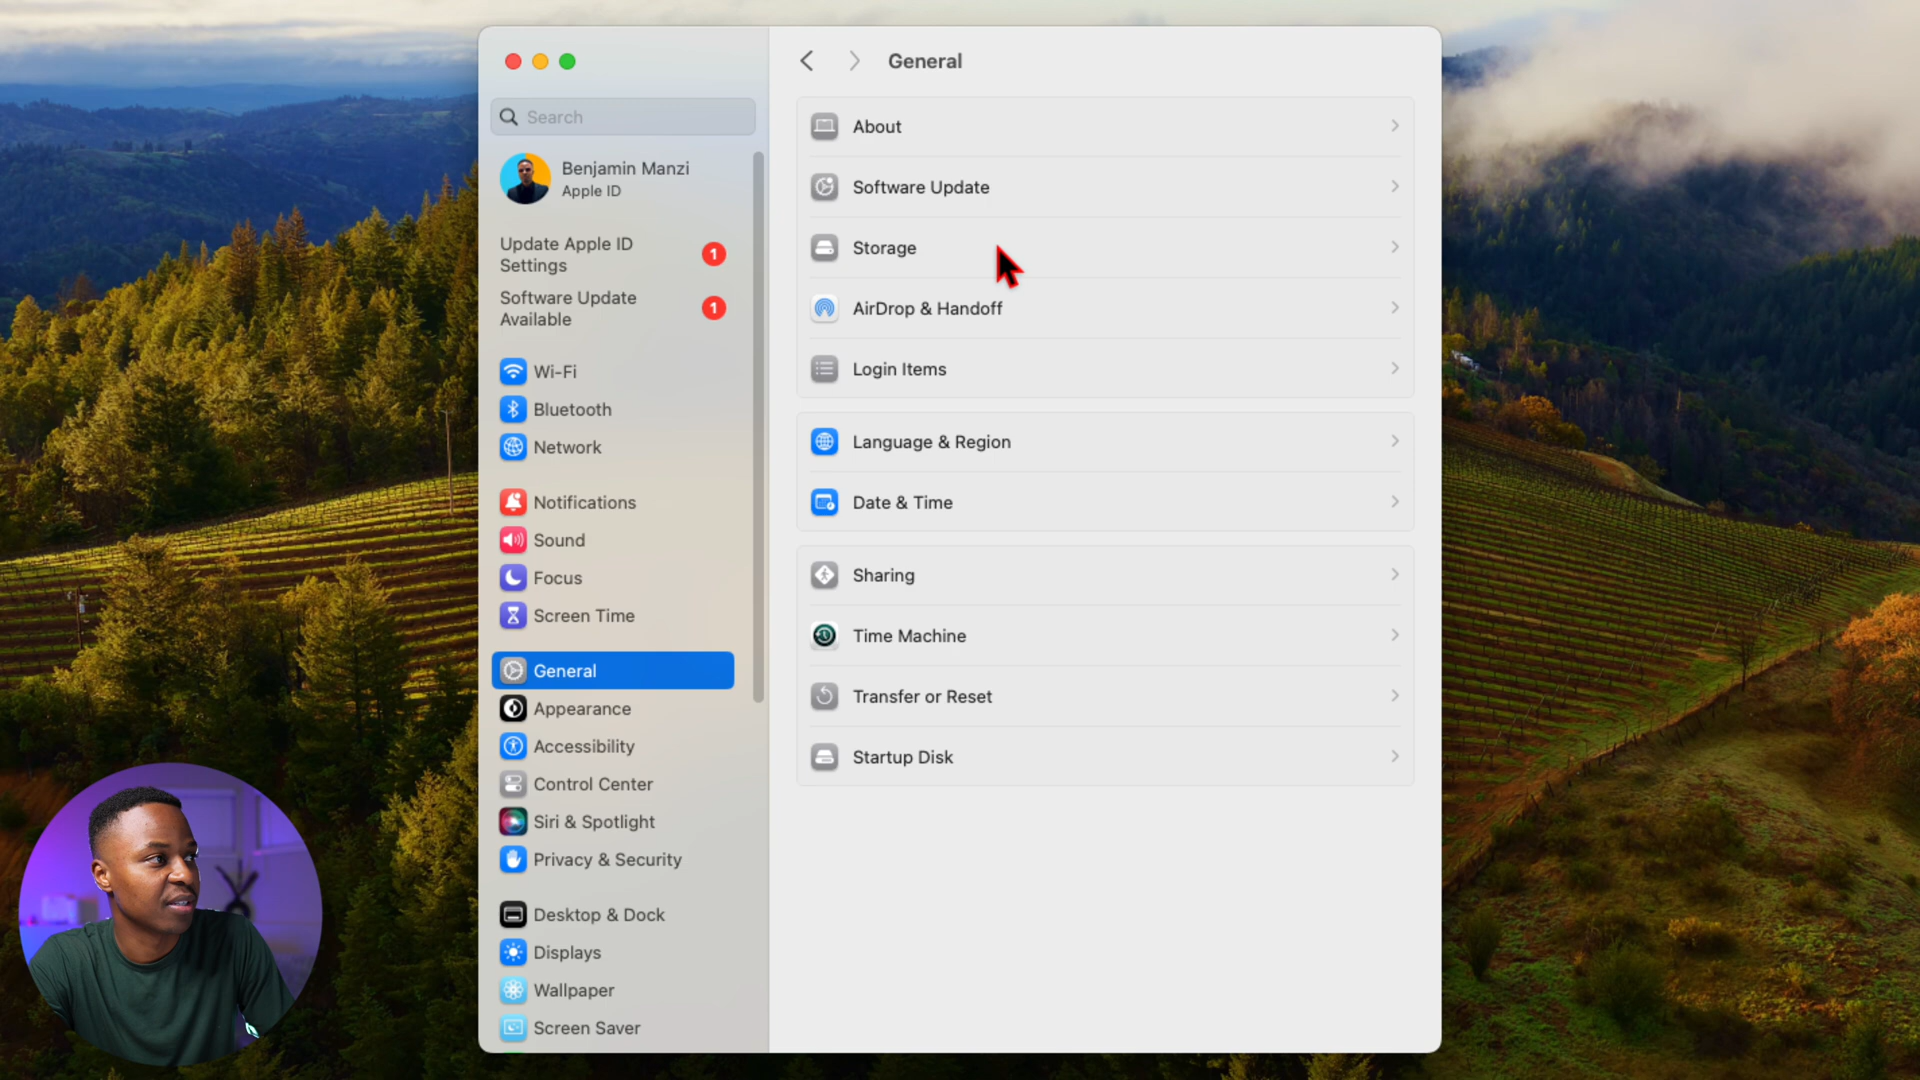 General
Search
Benjamin Manzi
Apple ID
Update Apple ID
Settings
1
Software Update
Available
1
Wi-Fi
Bluetooth
Network
Notifications
Sound
Focus
Screen Time
General
Appearance
Accessibility
Control Center
Siri & Spotlight
Privacy & Security
Desktop & Dock
Displays
Wallpaper
Screen Saver
About
Software Update
Storage
AirDrop & Handoff
Login Items
Language & Region
Date & Time
Sharing
Time Machine
Transfer or Reset
Startup Disk